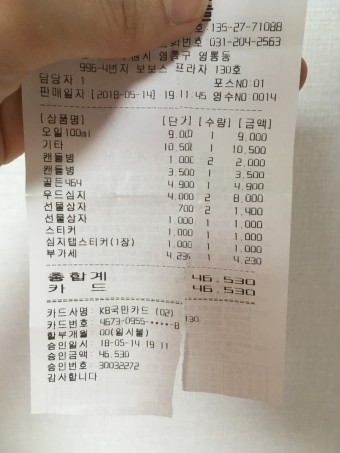 호:135-27-71088
화번호 031-204-2563
시 영통구 영통동
996-4번지 보보스 프라자 130호
담당자 1 포스NO 01
판매일자 [2018-05-14] 19:11:45 영수NO 0014
[상품명] [단가] [수량] [금액]
오일100ml 9,000 1 9,000
기타 10,500 1 10,500
캔들병 1,000 2 2,000
캔들병 3,500 1 3,500
골든464 4,900 1 4,900
우드심지 4,000 2 8,000
선물상자 700 2 1,400
선물상자 1,000 1 1,000
스티커 1,000 1 1,000
심지탭스티커(1장) 1,000 1 1,000
부가세 4,230 1 4,230
총합계 46,530
카 드 46,530
카드사명: KB국민카드 (02)
카드번호: 4673-0955-*****8 130
할부개월: 00(일시불)
승인일시: 18-05-14 19 11
승인금액: 46,530
승인번호: 30032272
감사합니다